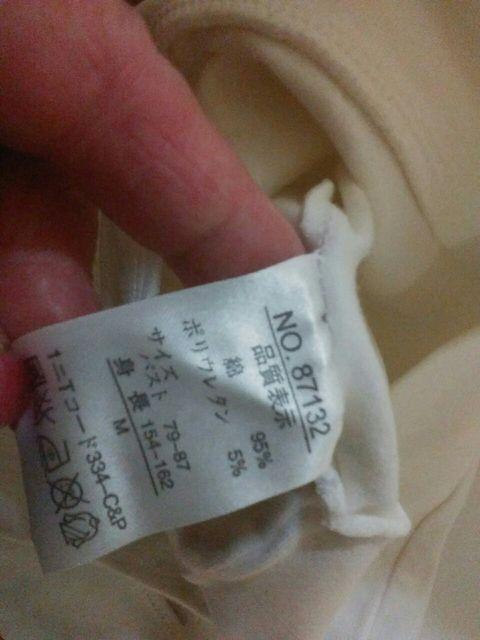 NO. 87132
品質表示
綿 95%
ポリウレタン 5%
サイズ
バスト 79-87
身長 154-162
M
1ニTコード334-C&P